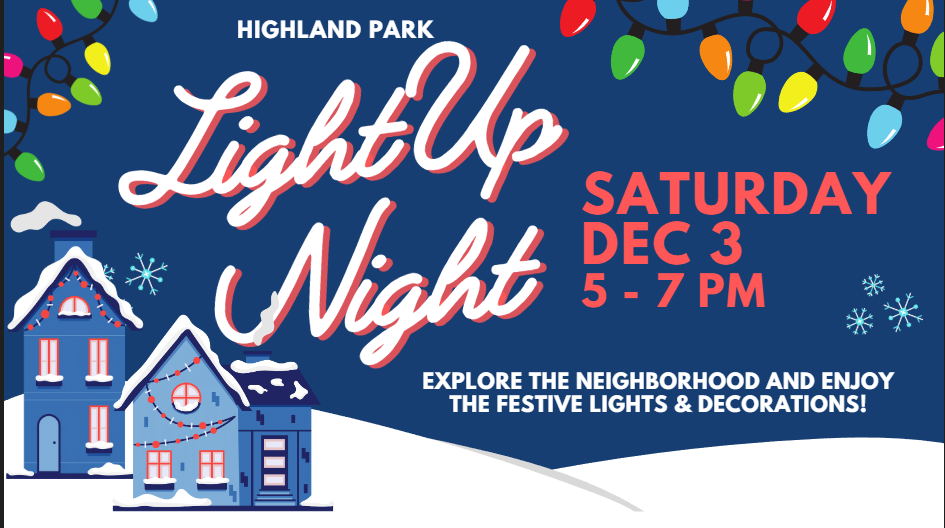 HIGHLAND PARK
Light Up
Night
SATURDAY
DEC 3
5 - 7 PM
EXPLORE THE NEIGHBORHOOD AND ENJOY
THE FESTIVE LIGHTS & DECORATIONS!